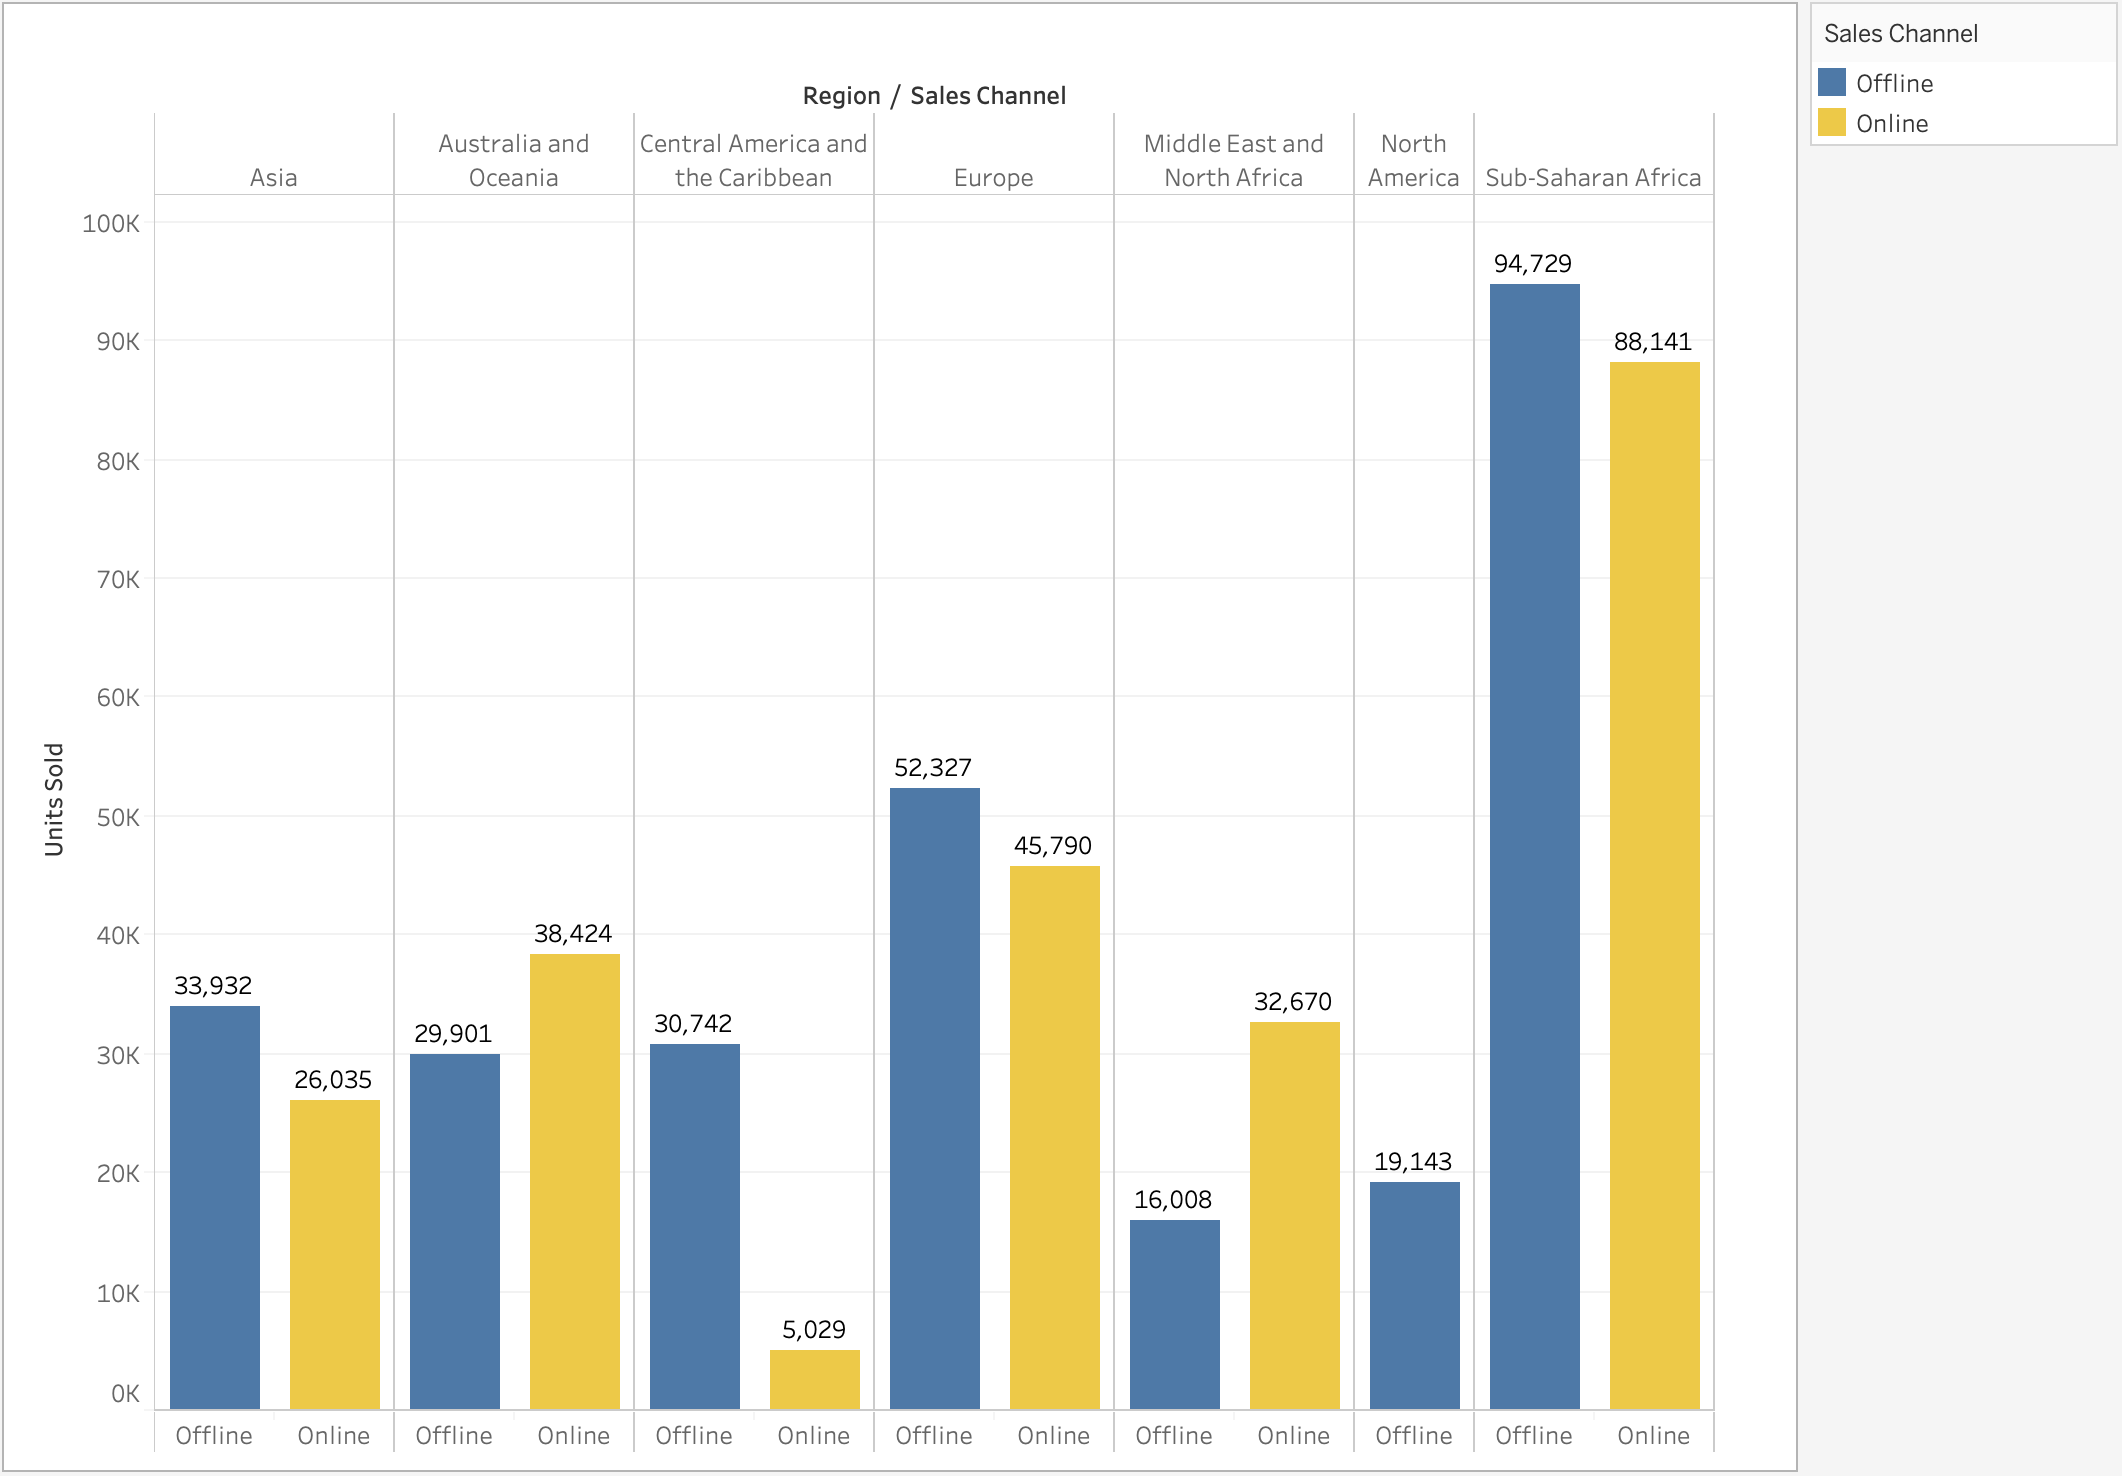 Region / Sales Channel
Asia
Australia and
Oceania
Central America and
the Caribbean
Europe
Middle East and
North Africa
North
America
Sub-Saharan Africa
100K
90K
80K
70K
60K
50K
40K
30K
20K
10K
0K
Units Sold
33,932
26,035
29,901
38,424
30,742
5,029
52,327
45,790
16,008
32,670
19,143
94,729
88,141
Offline
Online
Offline
Online
Offline
Online
Offline
Online
Offline
Online
Offline
Offline
Online
Sales Channel
Offline
Online